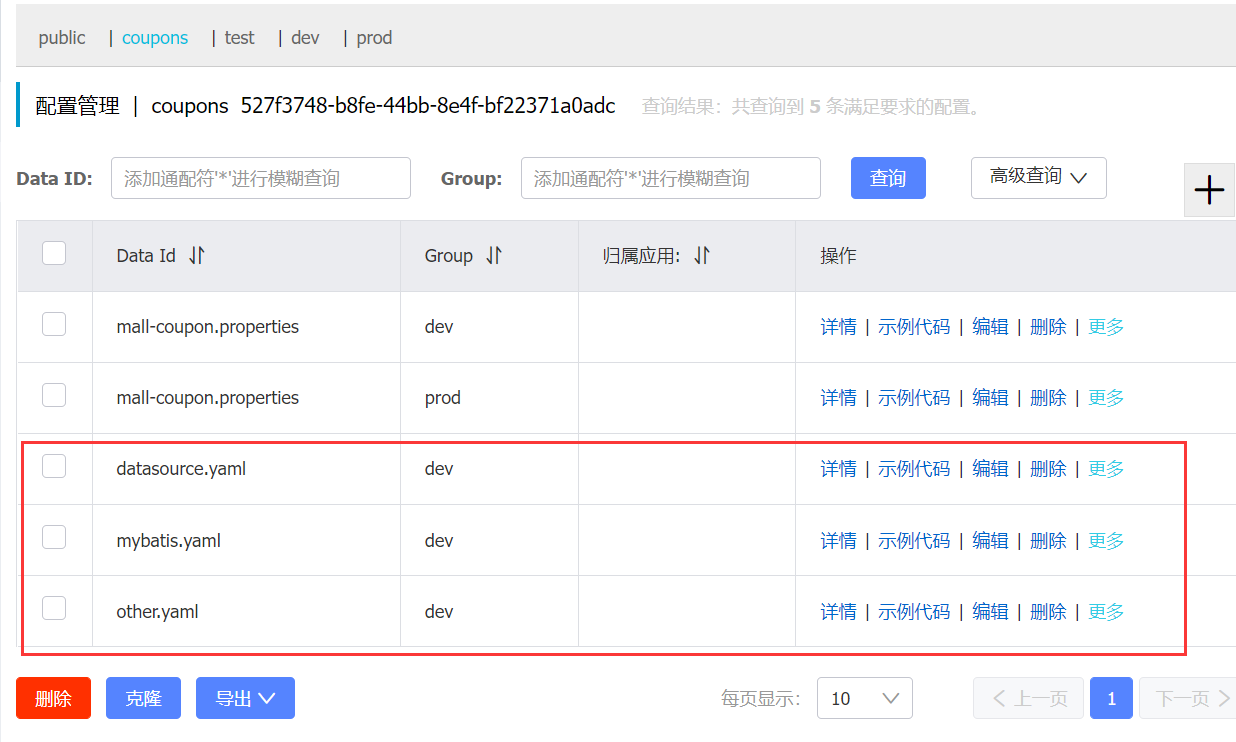 public | coupons | test | dev | prod
配置管理 | coupons 527f3748-b8fe-44bb-8e4f-bf22371a0adc 查询结果：共查询到 5 条满足要求的配置。
Data ID: 添加通配符'*'进行模糊查询 Group: 添加通配符'*'进行模糊查询 查询 高级查询
Data Id Group 归属应用: 操作
mall-coupon.properties dev 详情 | 示例代码 | 编辑 | 删除 | 更多
mall-coupon.properties prod 详情 | 示例代码 | 编辑 | 删除 | 更多
datasource.yaml dev 详情 | 示例代码 | 编辑 | 删除 | 更多
mybatis.yaml dev 详情 | 示例代码 | 编辑 | 删除 | 更多
other.yaml dev 详情 | 示例代码 | 编辑 | 删除 | 更多
删除 克隆 导出 每页显示: 10 上一页 1 下一页